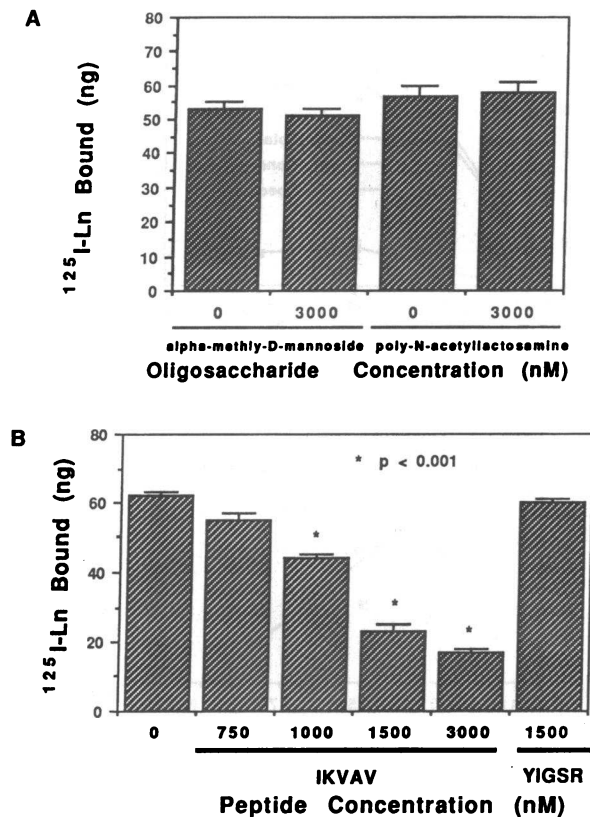 A
125I-Ln Bound (ng)
80
70
60
50
40
30
20
10
0
0 3000 0 3000
alpha-methly-D-mannoside poly-N-acetyllactosamine
Oligosaccharide Concentration (nM)
B
125I-Ln Bound (ng)
80
60
40
20
0
* p < 0.001
*
*
*
0 750 1000 1500 3000 1500
IKVAV YIGSR
Peptide Concentration (nM)